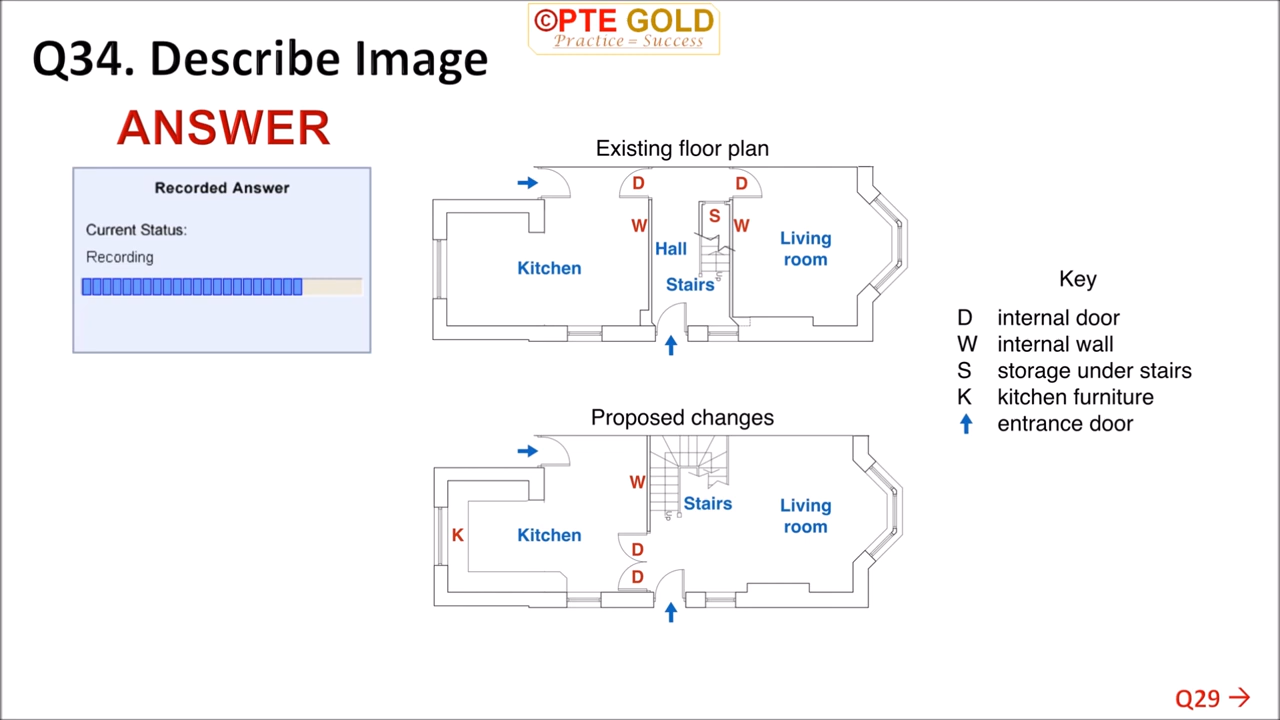 ©PTE GOLD
Practice = Success
Q34. Describe Image
ANSWER
Recorded Answer
Current Status:
Recording
Existing floor plan
D
D
W
S
W
Hall
Living
room
Kitchen
Stairs
Key
D internal door
W internal wall
S storage under stairs
K kitchen furniture
entrance door
Proposed changes
W
Stairs
Living
room
K
Kitchen
D
D
Q29 →